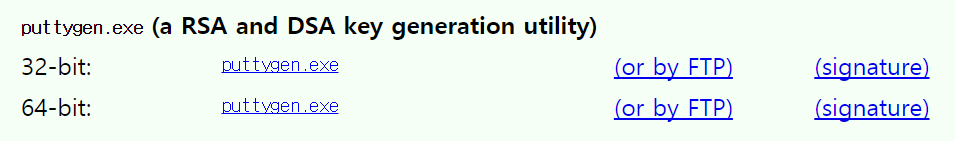 puttygen.exe (a RSA and DSA key generation utility)
32-bit: puttygen.exe (or by FTP) (signature)
64-bit: puttygen.exe (or by FTP) (signature)